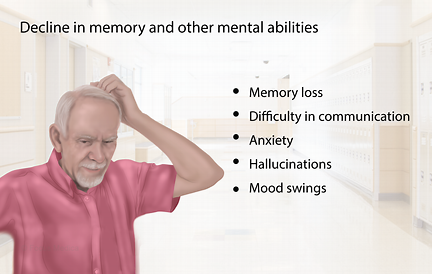 Decline in memory and other mental abilities
• Memory loss
• Difficulty in communication
• Anxiety
• Hallucinations
• Mood swings